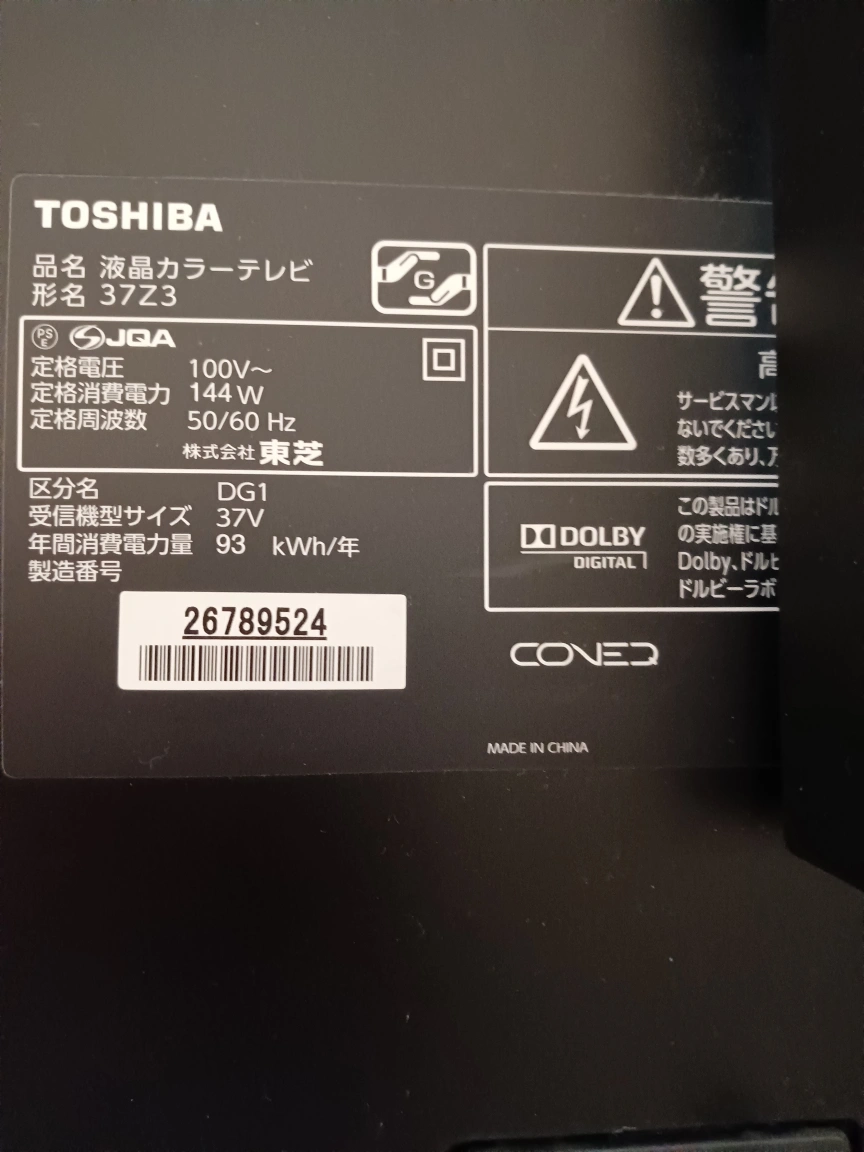 TOSHIBA
品名 液晶カラーテレビ
形名 37Z3
G
PSE JQA
定格電圧 100V～
定格消費電力 144W
定格周波数 50/60 Hz
株式会社 東芝
区分名 DG1
受信機型サイズ 37V
年間消費電力量 93 kWh/年
製造番号
26789524
警
高
サービスマン
ないでくださ
数多くあり、
DOLBY
DIGITAL
この製品はドル
の実施権に基
Dolby、ドルビ
ドルビーラボ
CONEQ
MADE IN CHINA